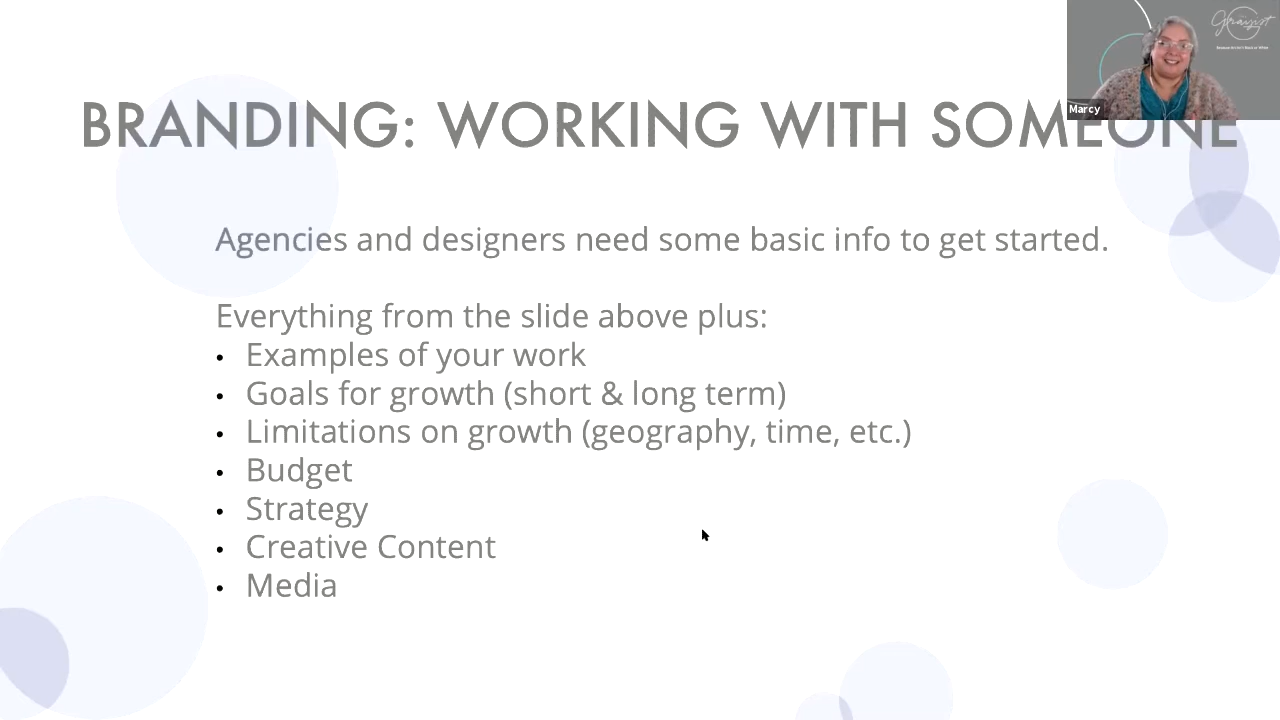 BRANDING: WORKING WITH SOMEONE
Marcy
Agencies and designers need some basic info to get started.
Everything from the slide above plus:
• Examples of your work
• Goals for growth (short & long term)
• Limitations on growth (geography, time, etc.)
• Budget
• Strategy
• Creative Content
• Media